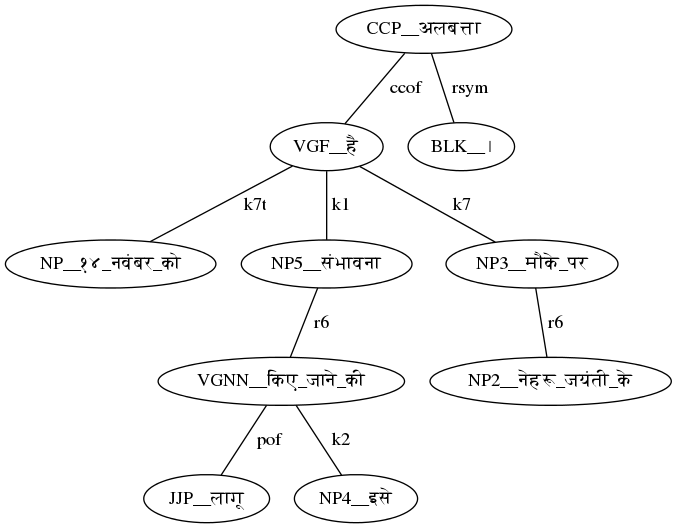 CCP__अलबत्ता
ccof rsym
VGF__है BLK__।
k7t k1 k7
NP__१४_नवंबर_को NP5__संभावना NP3__मौके_पर
r6 r6
VGNN__किए_जाने_की NP2__नेहरू_जयंती_के
pof k2
JJP__लागू NP4__इसे